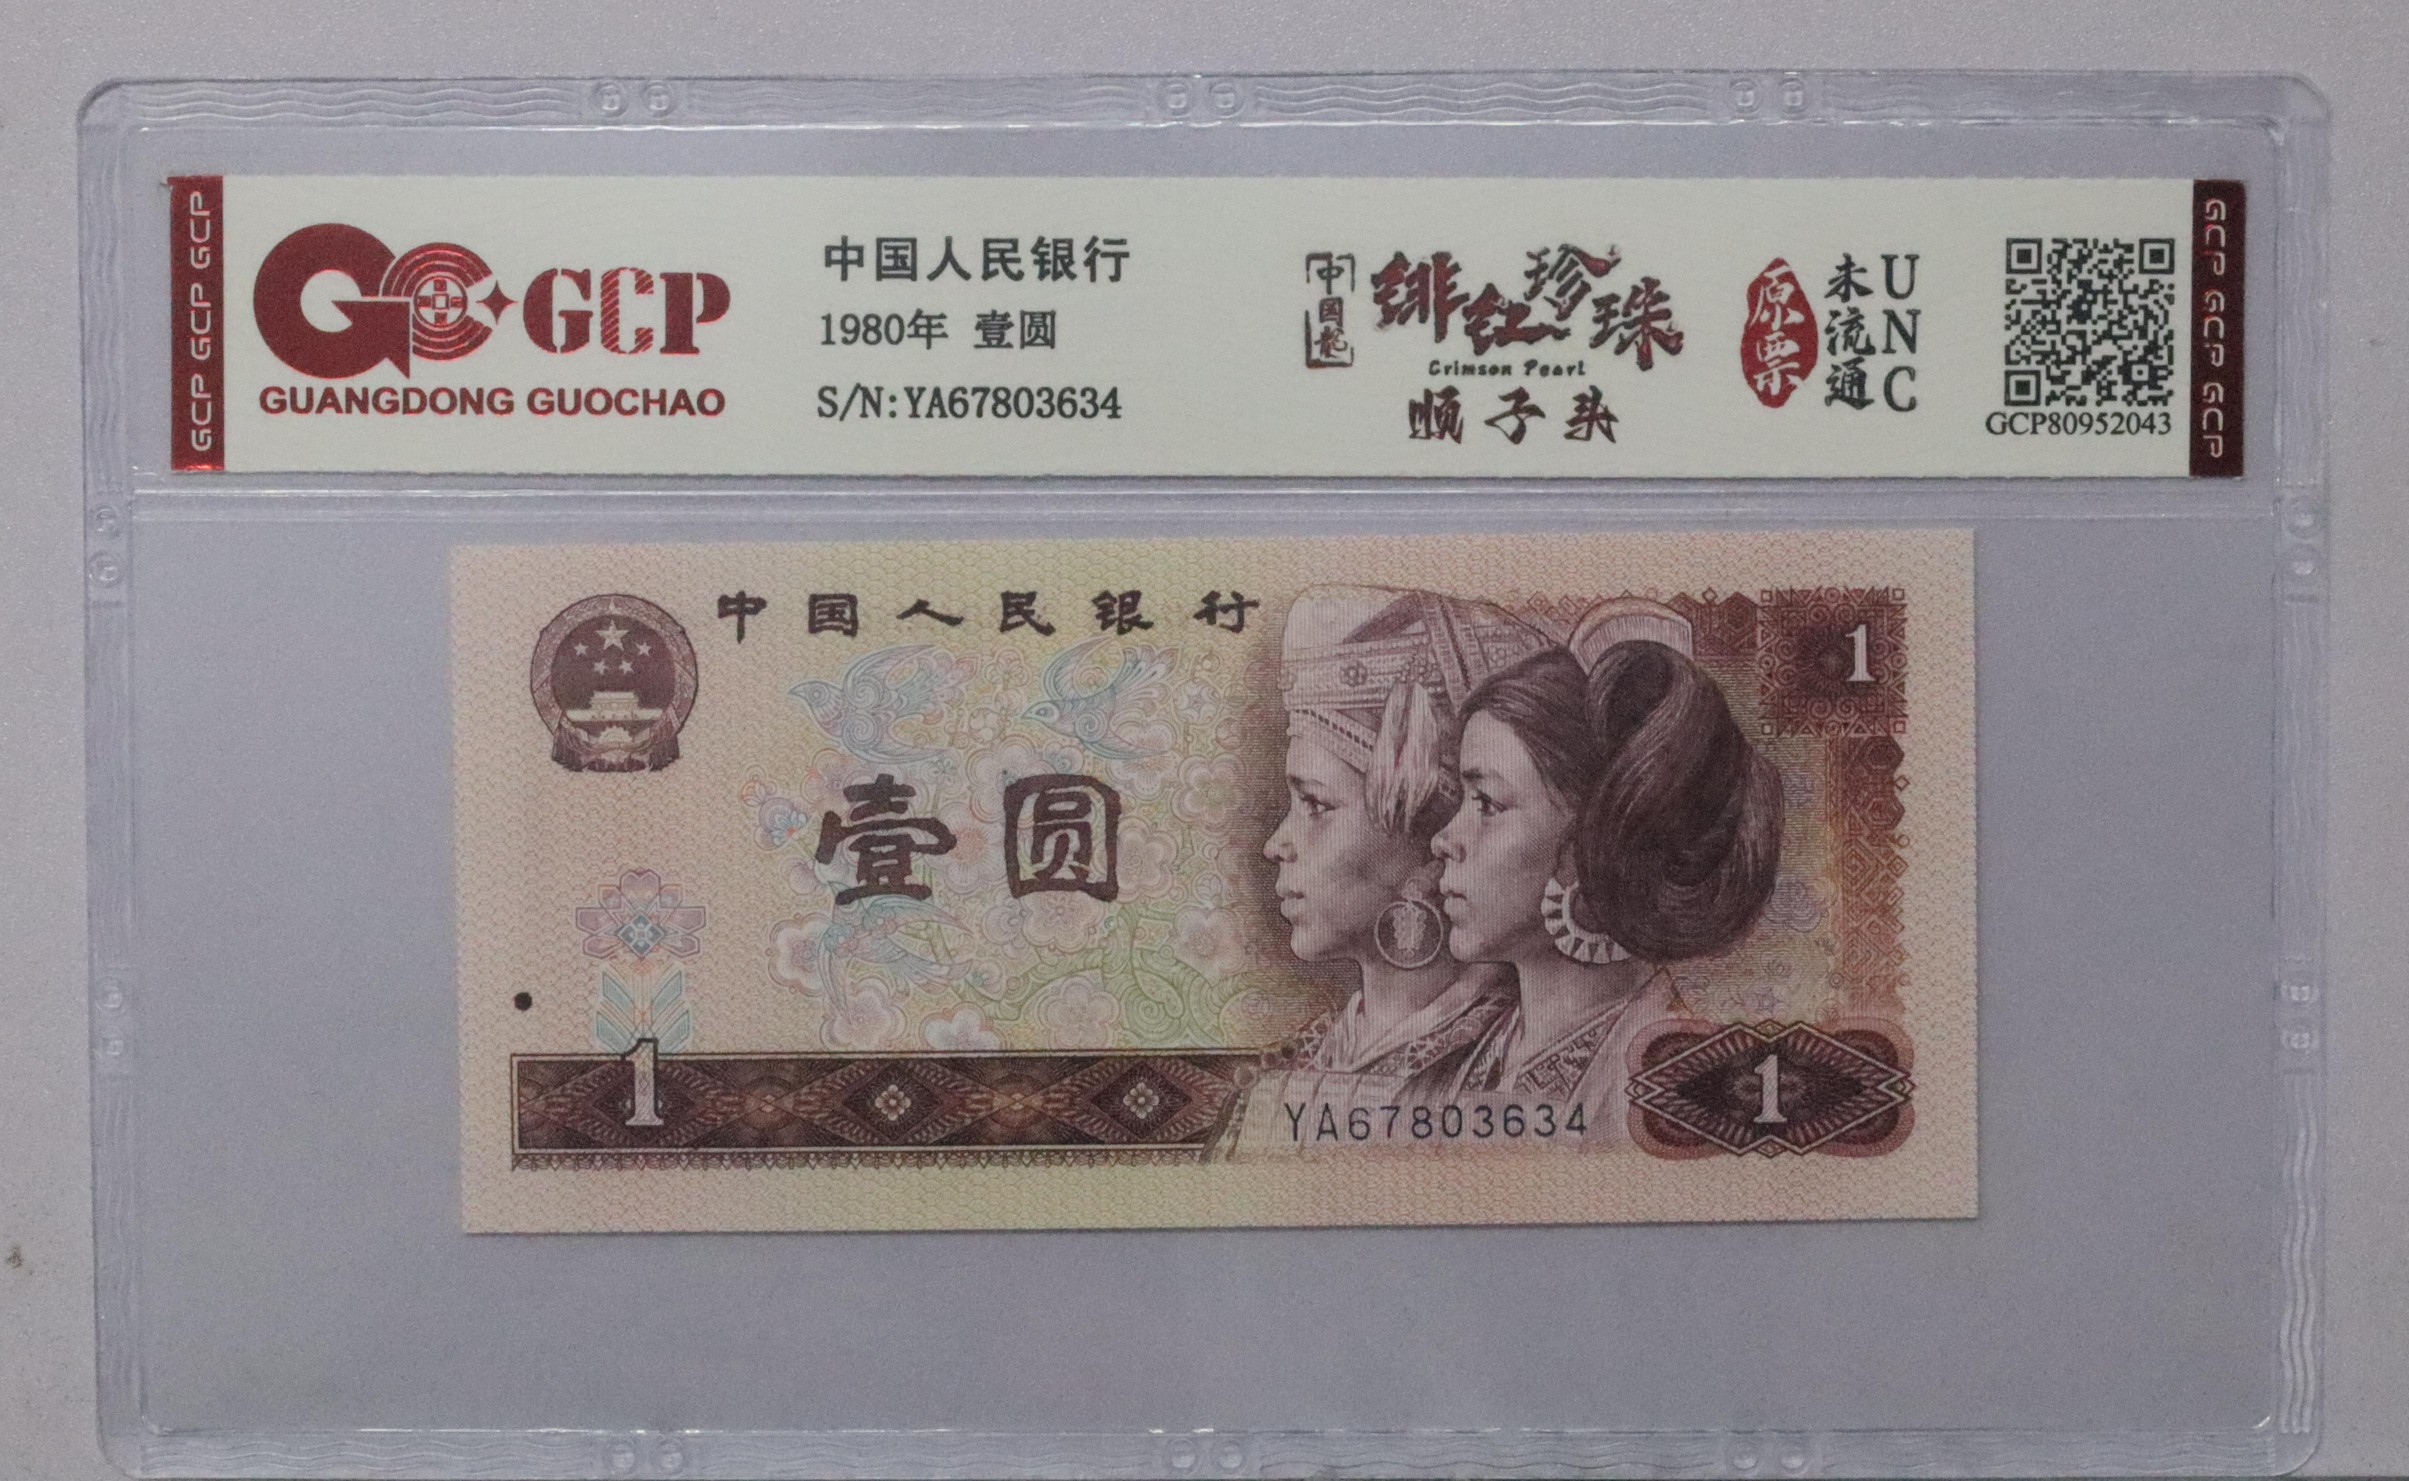 GCP GCP GCP
GCP
GUANGDONG GUOCHAO
中国人民银行
1980年 壹圆
S/N:YA67803634
中国龙
绯红珍珠
Crimson Pearl
顺子头
原票
未流通
UNC
GCP80952043
GCP GCP GCP
中国人民银行
1
壹圆
1
YA67803634
1